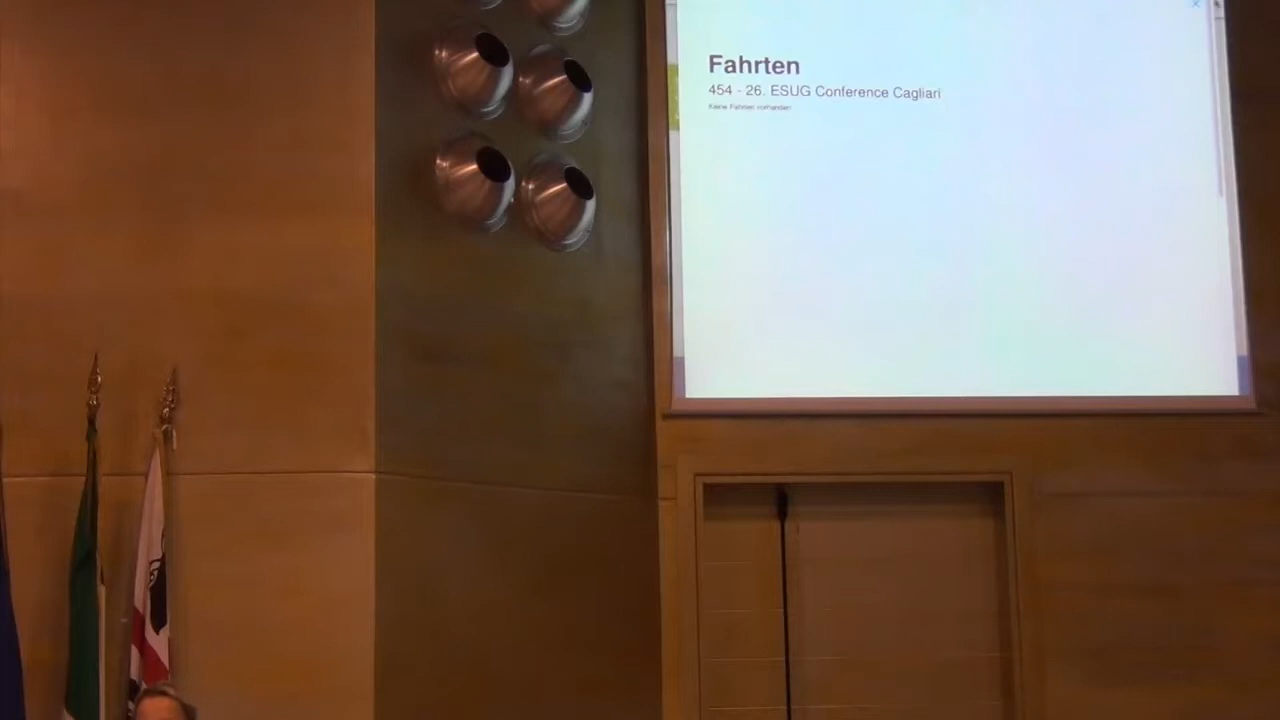 Fahrten
454 - 26. ESUG Conference Cagliari
Keine Fahrten vorhanden